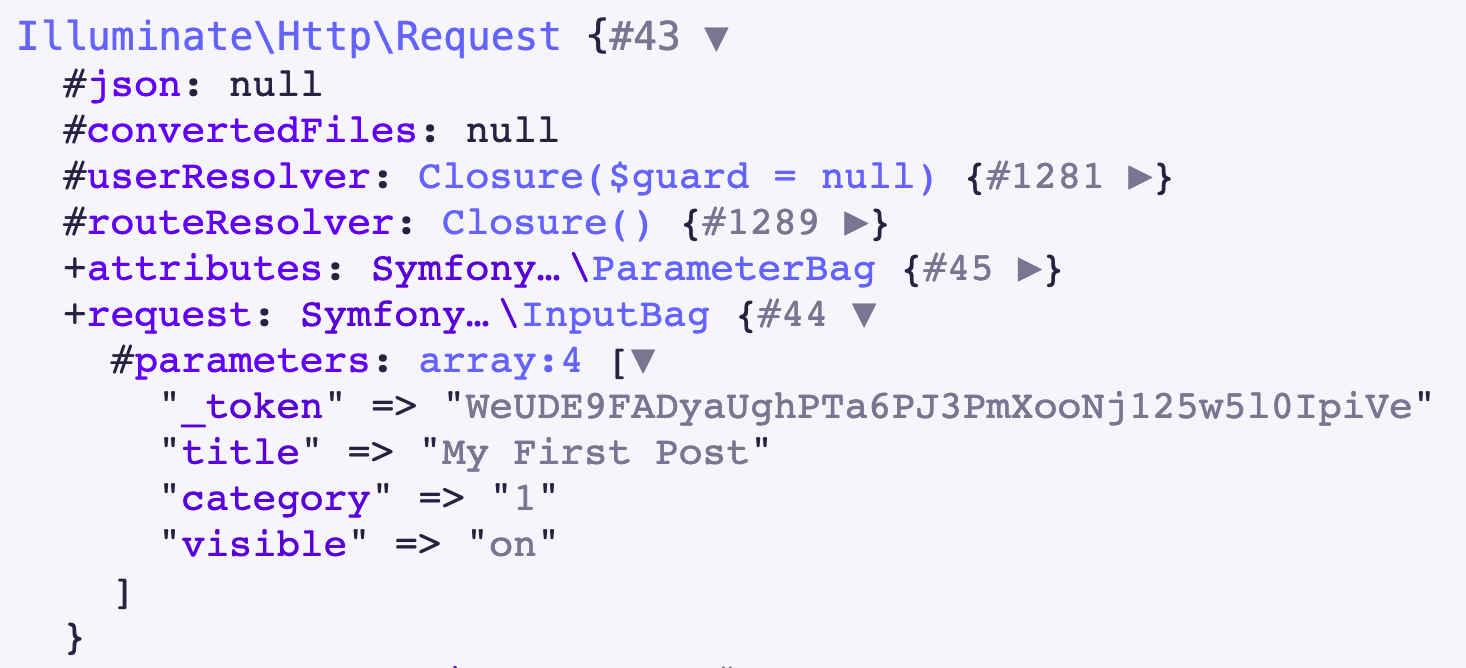 Illuminate\Http\Request {#43 ▼
#json: null
#convertedFiles: null
#userResolver: Closure($guard = null) {#1281 ▶}
#routeResolver: Closure() {#1289 ▶}
+attributes: Symfony…\ParameterBag {#45 ▶}
+request: Symfony…\InputBag {#44 ▼
#parameters: array:4 [▼
"_token" => "WeUDE9FADyaUghPTa6PJ3PmXooNj125w5l0IpiVe"
"title" => "My First Post"
"category" => "1"
"visible" => "on"
]
}